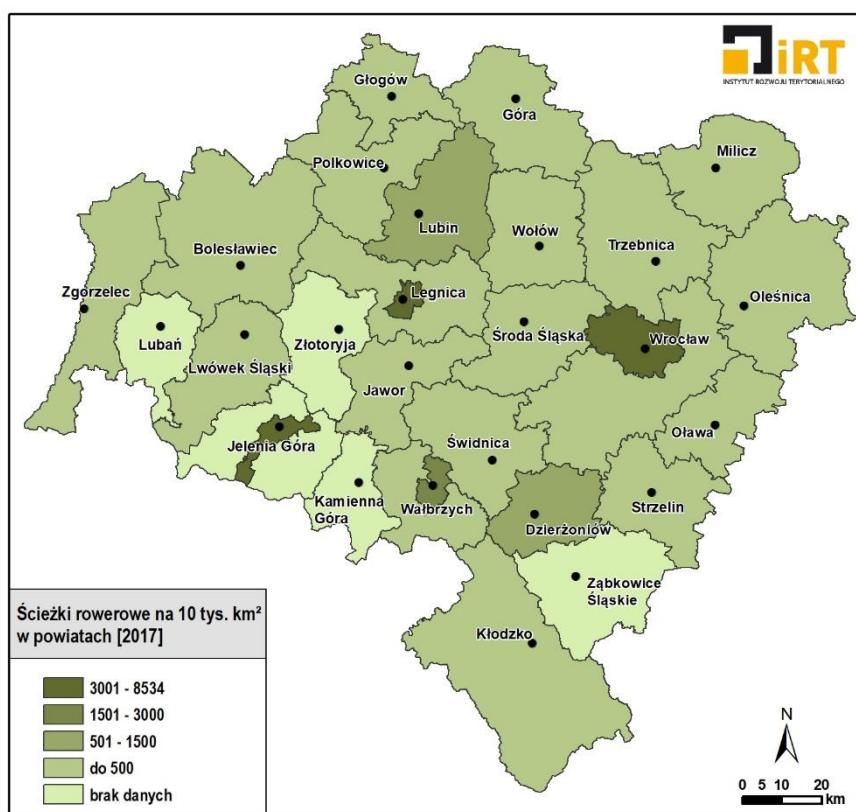 iRT
INSTYTUT ROZWOJU TERYTORIALNEGO
Głogów
Góra
Milicz
Polkowice
Lubin
Wołów
Trzebnica
Bolesławiec
Zgorzelec
Legnica
Oleśnica
Lubań
Złotoryja
Środa Śląska
Wrocław
Lwówek Śląski
Jawor
Oława
Jelenia Góra
Świdnica
Kamienna
Góra
Wałbrzych
Strzelin
Dzierżoniów
Ząbkowice
Śląskie
Kłodzko
Ścieżki rowerowe na 10 tys. km²
w powiatach [2017]
3001 - 8534
1501 - 3000
501 - 1500
do 500
brak danych
N
0 5 10 20
km